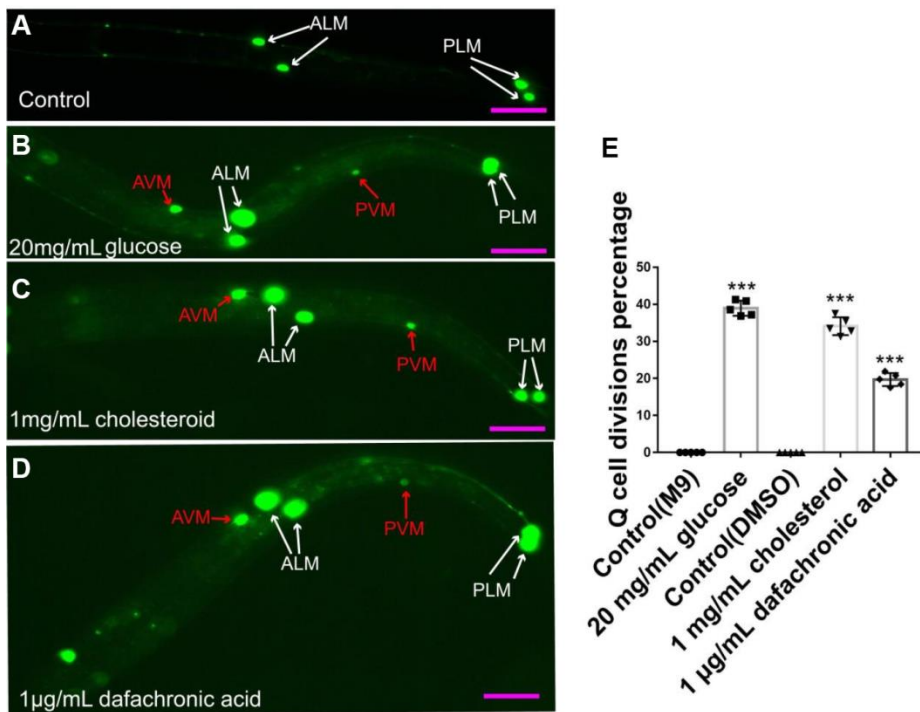 A
ALM
PLM
Control
B
ALM
AVM
PVM
PLM
20mg/mL glucose
C
AVM
ALM
PVM
PLM
1mg/mL cholesteroid
D
AVM
ALM
PVM
PLM
1µg/mL dafachronic acid
E
Q cell divisions percentage
50
40
30
20
10
0
***
***
***
Control(M9)
20 mg/mL glucose
Control(DMSO)
1 mg/mL cholesterol
1 µg/mL dafachronic acid